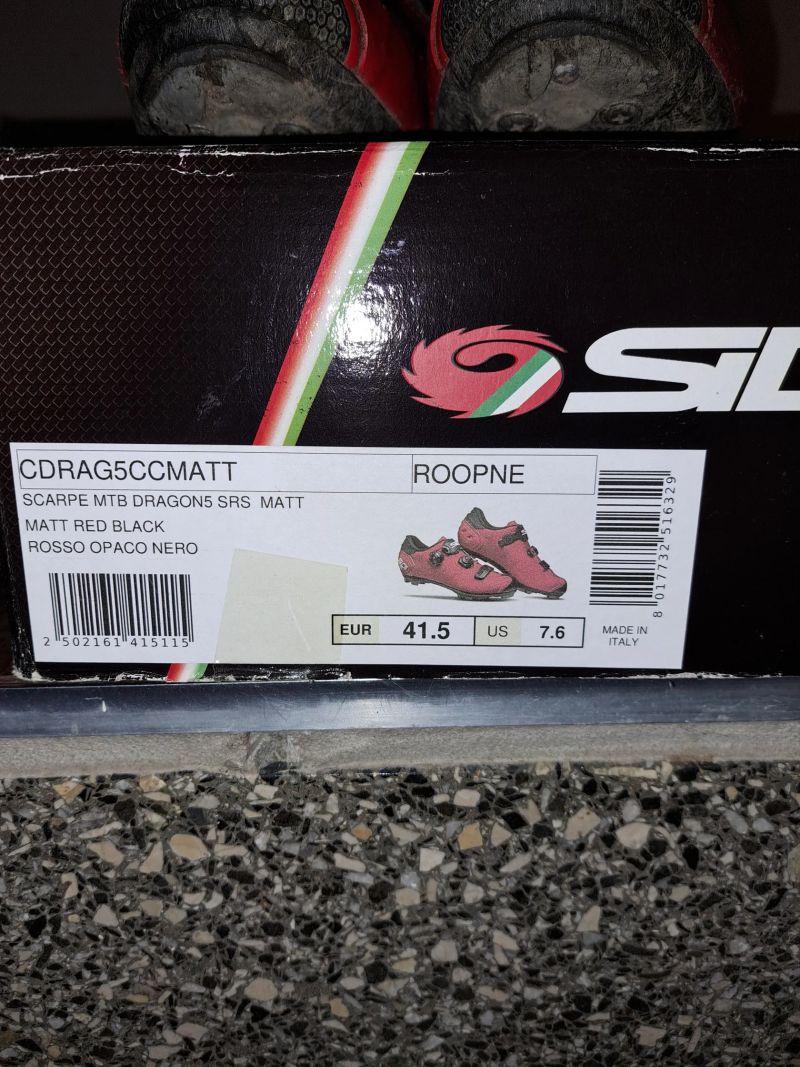 SID
CDRAG5CCMATT ROOPNE
SCARPE MTB DRAGON5 SRS MATT
MATT RED BLACK
ROSSO OPACO NERO
EUR 41.5 US 7.6
MADE IN
ITALY
2 502161 415115
8 017732 516329